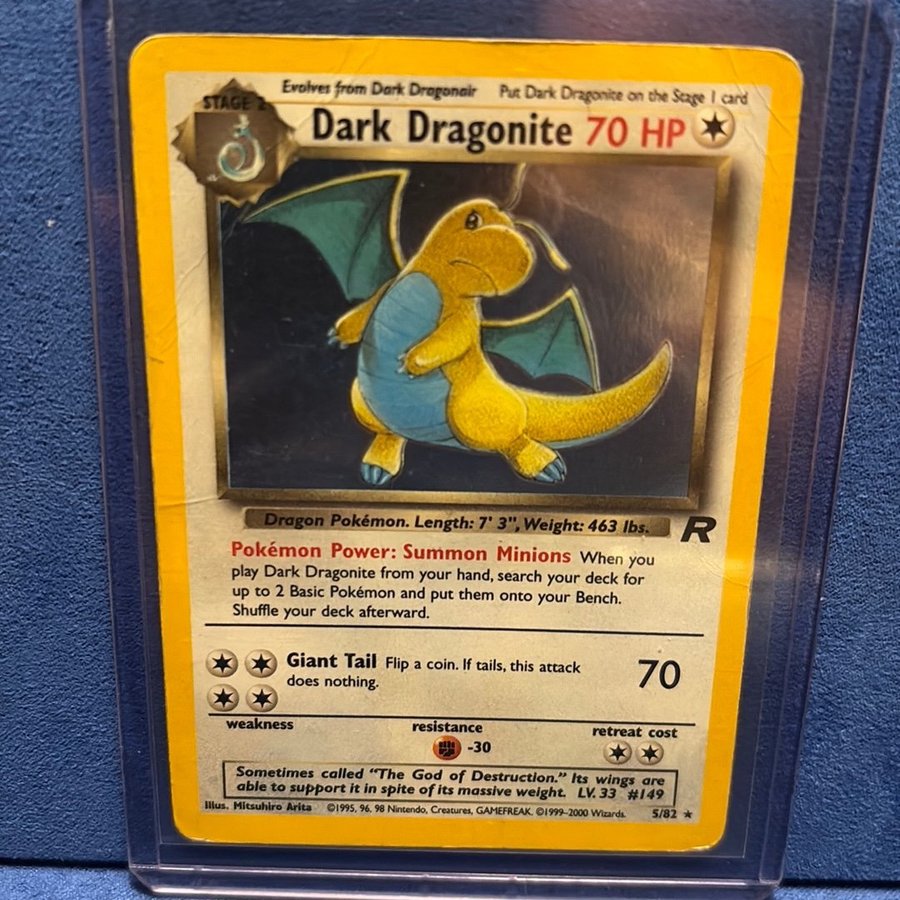 Evolves from Dark Dragonair Put Dark Dragonite on the Stage 1 card
STAGE 2
Dark Dragonite 70 HP
Dragon Pokémon. Length: 7' 3", Weight: 463 lbs.
R
Pokémon Power: Summon Minions When you
play Dark Dragonite from your hand, search your deck for
up to 2 Basic Pokémon and put them onto your Bench.
Shuffle your deck afterward.
Giant Tail Flip a coin. If tails, this attack
does nothing.
70
weakness resistance retreat cost
-30
Sometimes called “The God of Destruction.” Its wings are
able to support it in spite of its massive weight. LV. 33 #149
Illus. Mitsuhiro Arita ©1995, 96, 98 Nintendo, Creatures, GAMEFREAK. ©1999-2000 Wizards. 5/82 ★